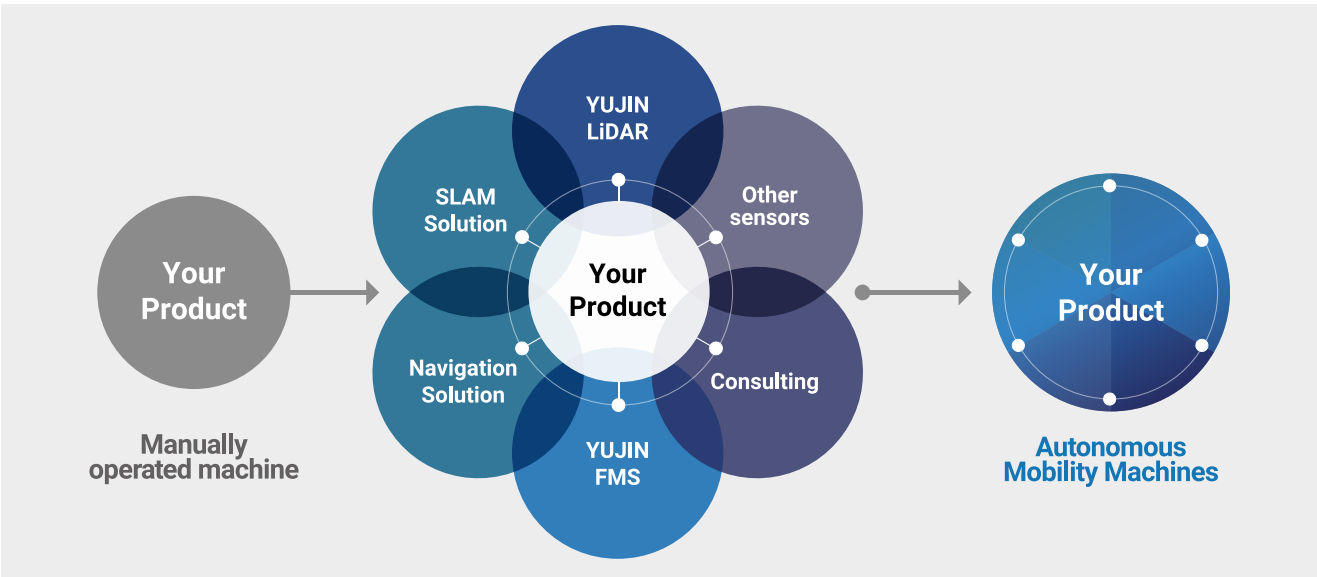 Your
Product
Manually
operated machine
YUJIN
LiDAR
SLAM
Solution
Other
sensors
Your
Product
Navigation
Solution
Consulting
YUJIN
FMS
Your
Product
Autonomous
Mobility Machines